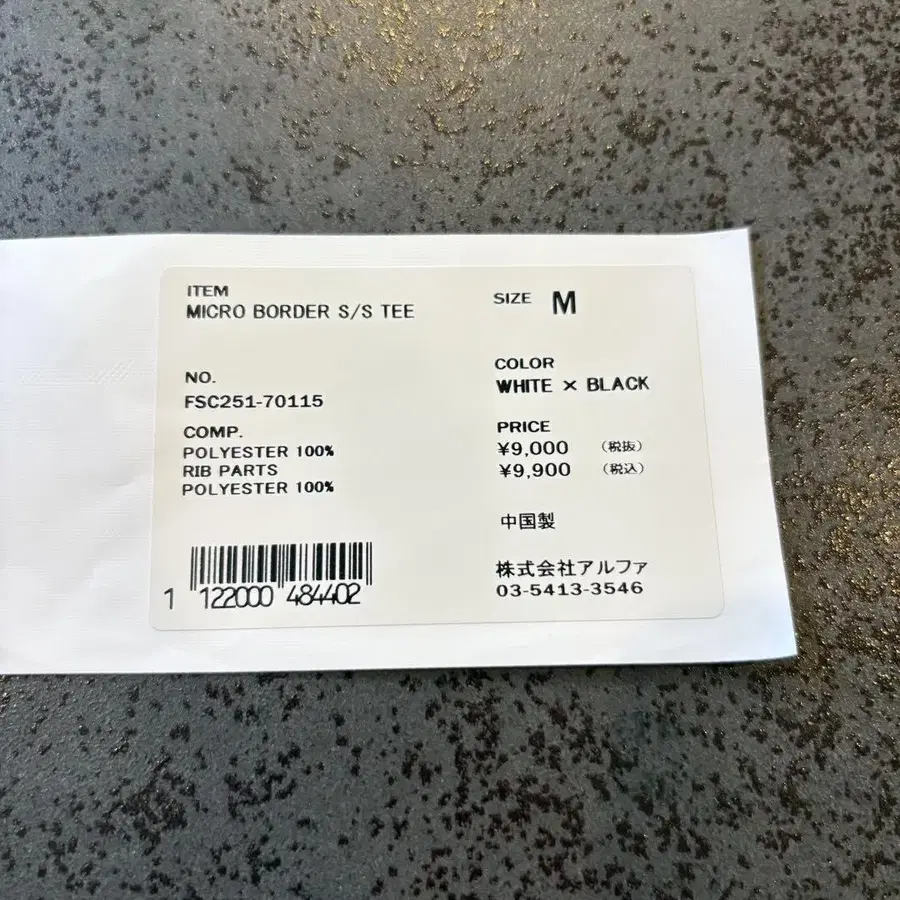 ITEM
MICRO BORDER S/S TEE
SIZE M
NO.
FSC251-70115
COLOR
WHITE × BLACK
COMP.
POLYESTER 100%
RIB PARTS
POLYESTER 100%
PRICE
¥9,000 (税抜)
¥9,900 (税込)
中国製
株式会社アルファ
03-5413-3546
1 122000 484402